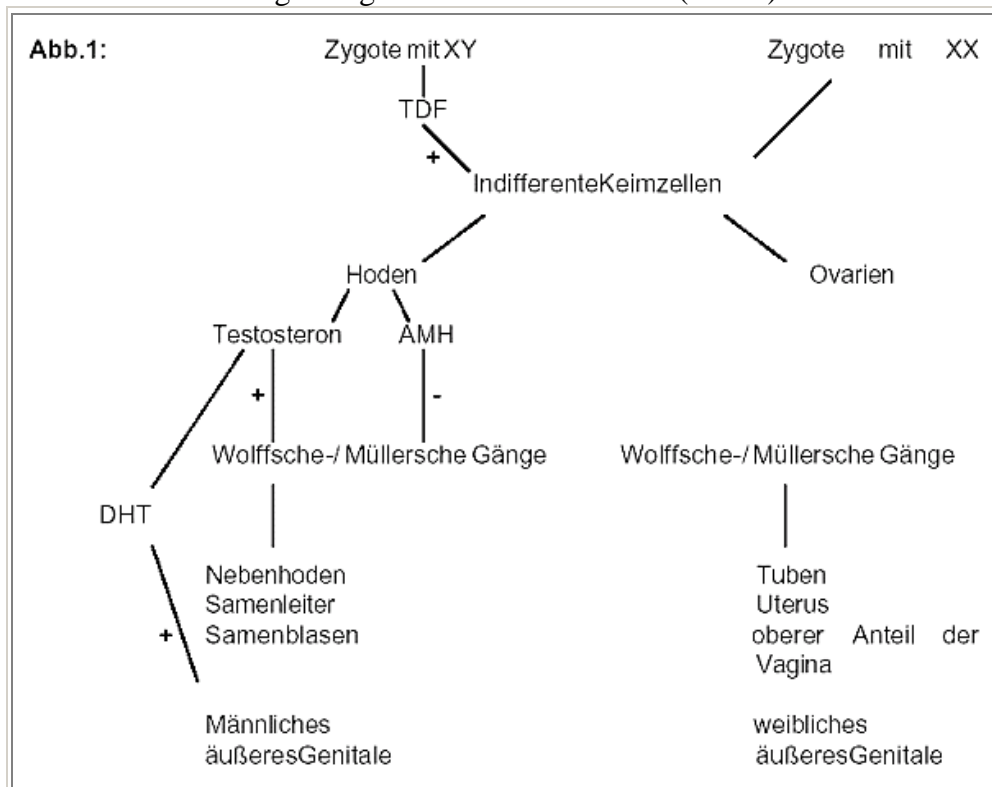 Abb.1:
Zygote mit XY
Zygote mit XX
TDF
+
IndifferenteKeimzellen
Hoden
Ovarien
Testosteron
AMH
+
-
Wolffsche-/ Müllersche Gänge
Wolffsche-/ Müllersche Gänge
DHT
Nebenhoden
Samenleiter
Samenblasen
+
Tuben
Uterus
oberer Anteil der
Vagina
Männliches
äußeresGenitale
weibliches
äußeresGenitale